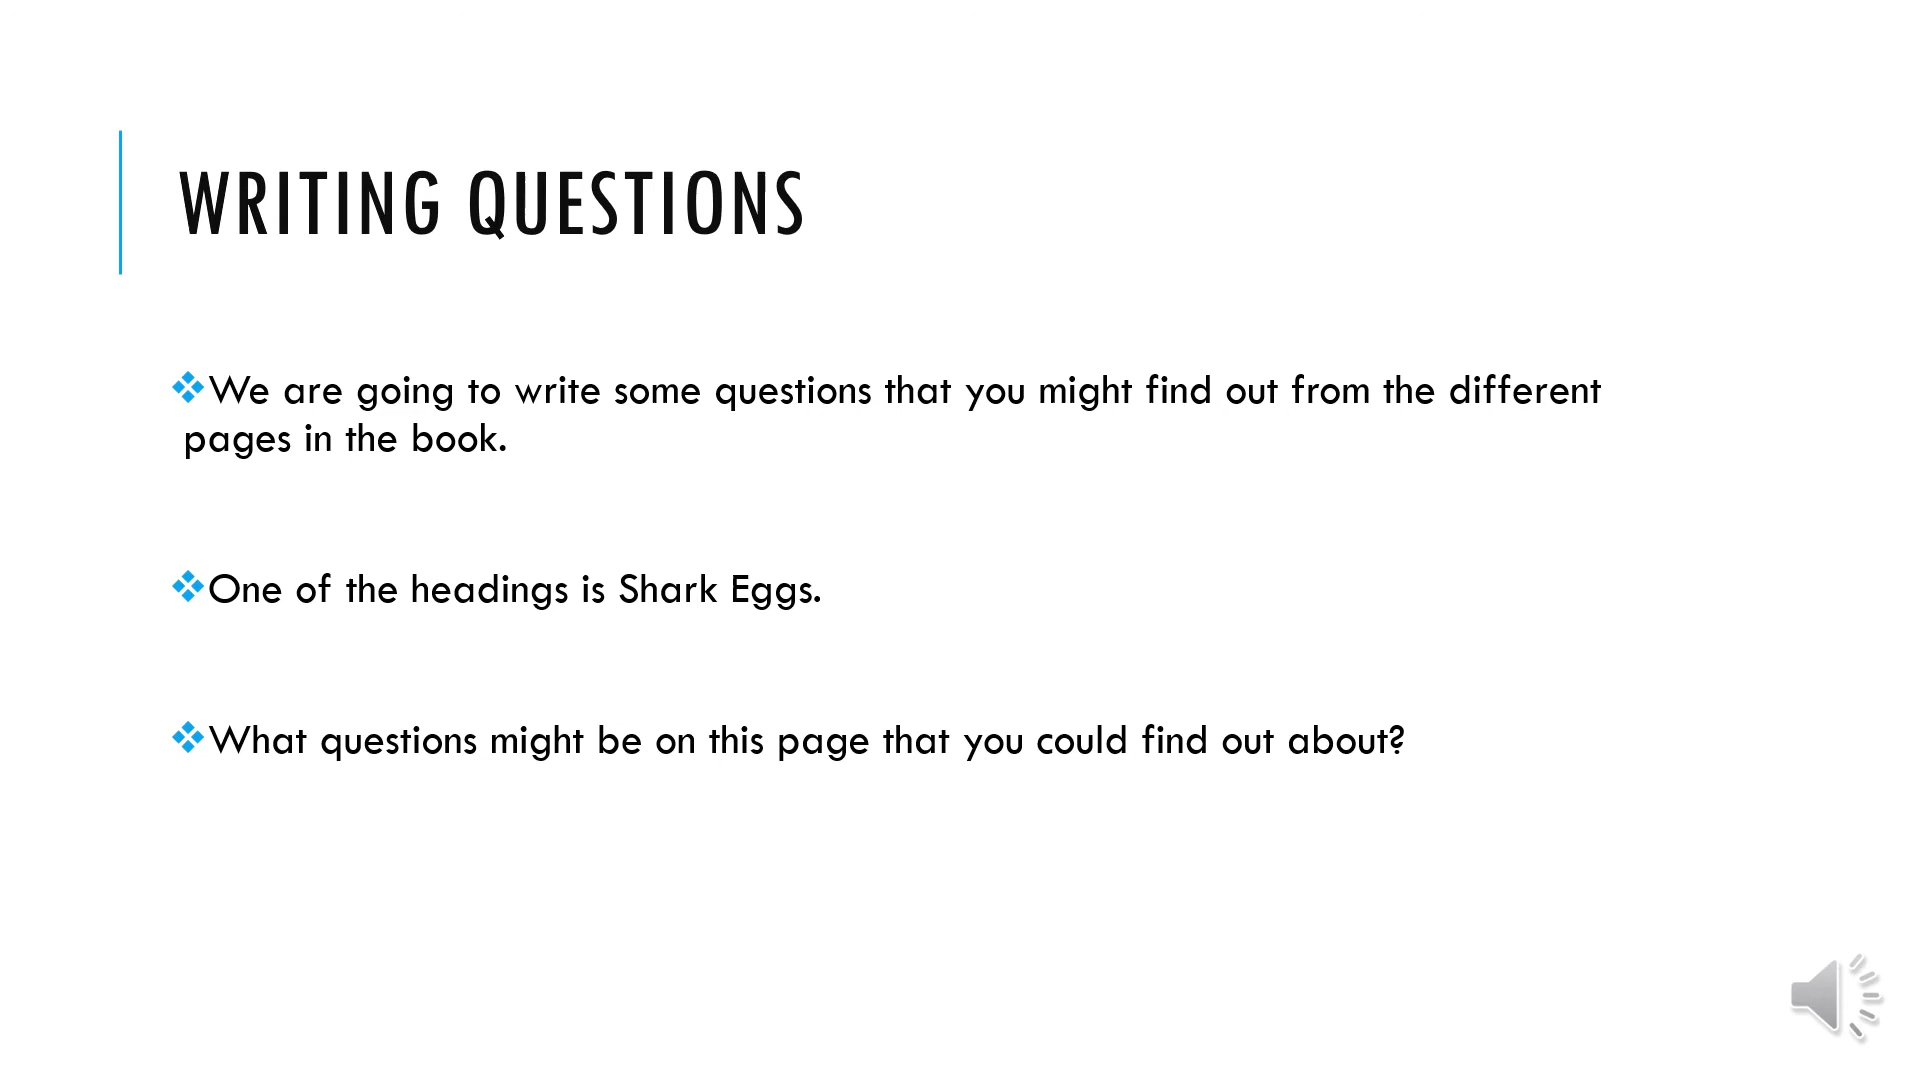 WRITING QUESTIONS
❖We are going to write some questions that you might find out from the different
pages in the book.
❖One of the headings is Shark Eggs.
❖What questions might be on this page that you could find out about?